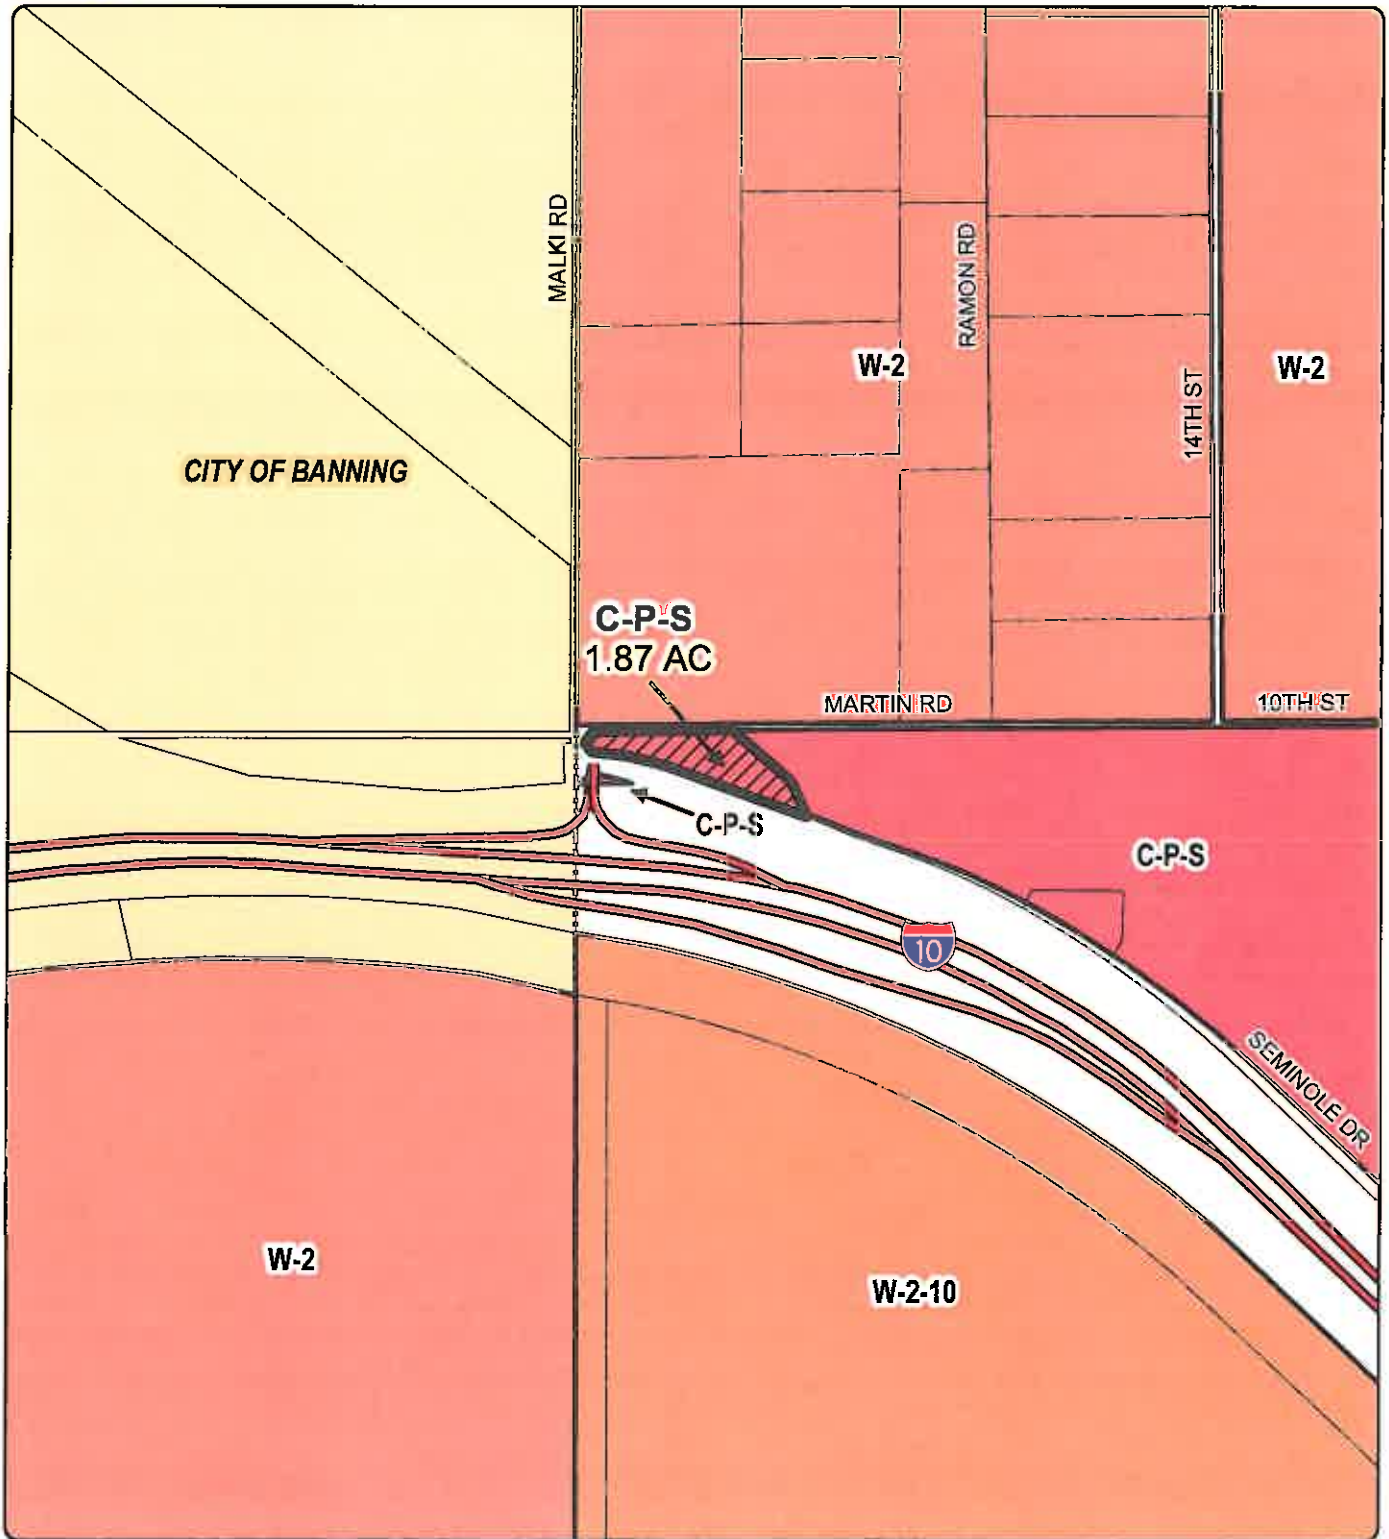 MALKI RD
RAMON RD
W-2
14TH ST
W-2
CITY OF BANNING
C-P-S
1.87 AC
MARTIN RD
10TH ST
C-P-S
C-P-S
10
SEMINOLE DR
W-2
W-2-10